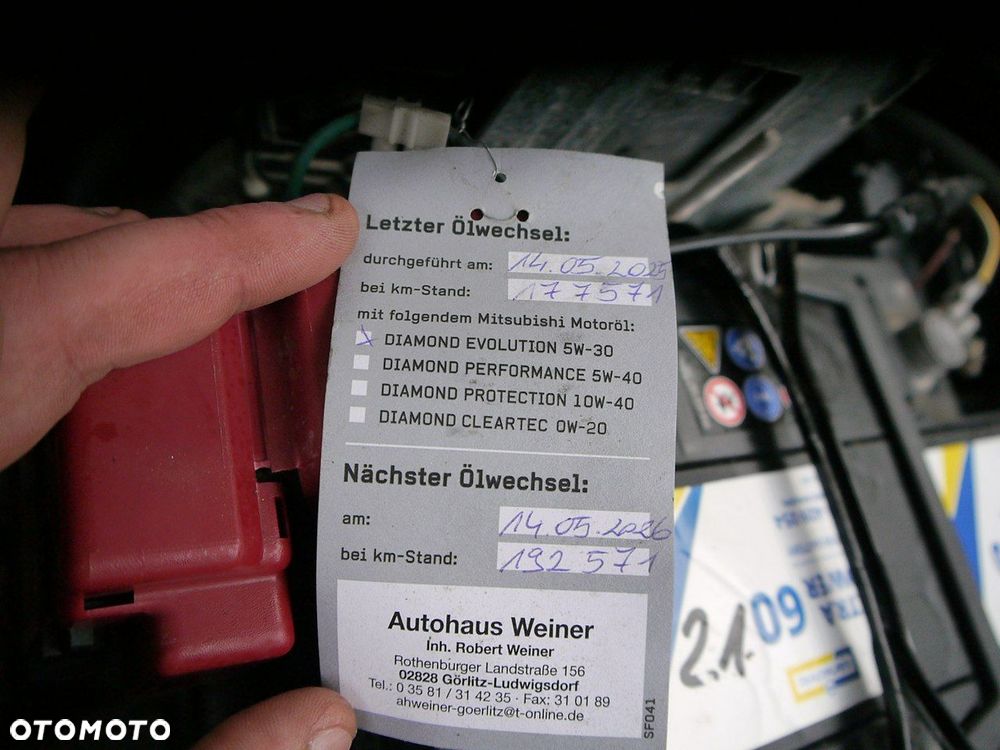 Letzter Ölwechsel:
durchgeführt am: 14.05.2025
bei km-Stand: 177571
mit folgendem Mitsubishi Motoröl:
X DIAMOND EVOLUTION 5W-30
DIAMOND PERFORMANCE 5W-40
DIAMOND PROTECTION 10W-40
DIAMOND CLEARTEC 0W-20
Nächster Ölwechsel:
am: 14.05.2026
bei km-Stand: 192571
Autohaus Weiner
Inh. Robert Weiner
Rothenburger Landstraße 156
02828 Görlitz-Ludwigsdorf
Tel.: 0 35 81 / 31 42 35 · Fax: 31 01 89
ahweiner-goerlitz@t-online.de
SF041
2.1.
60
OTOMOTO